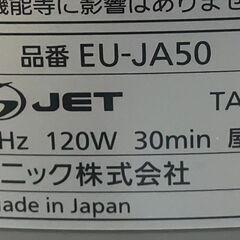 機能等に影響はありませ
品番 EU-JA50
JET TA
Hz 120W 30min 屋
ニック株式会社
made in Japan